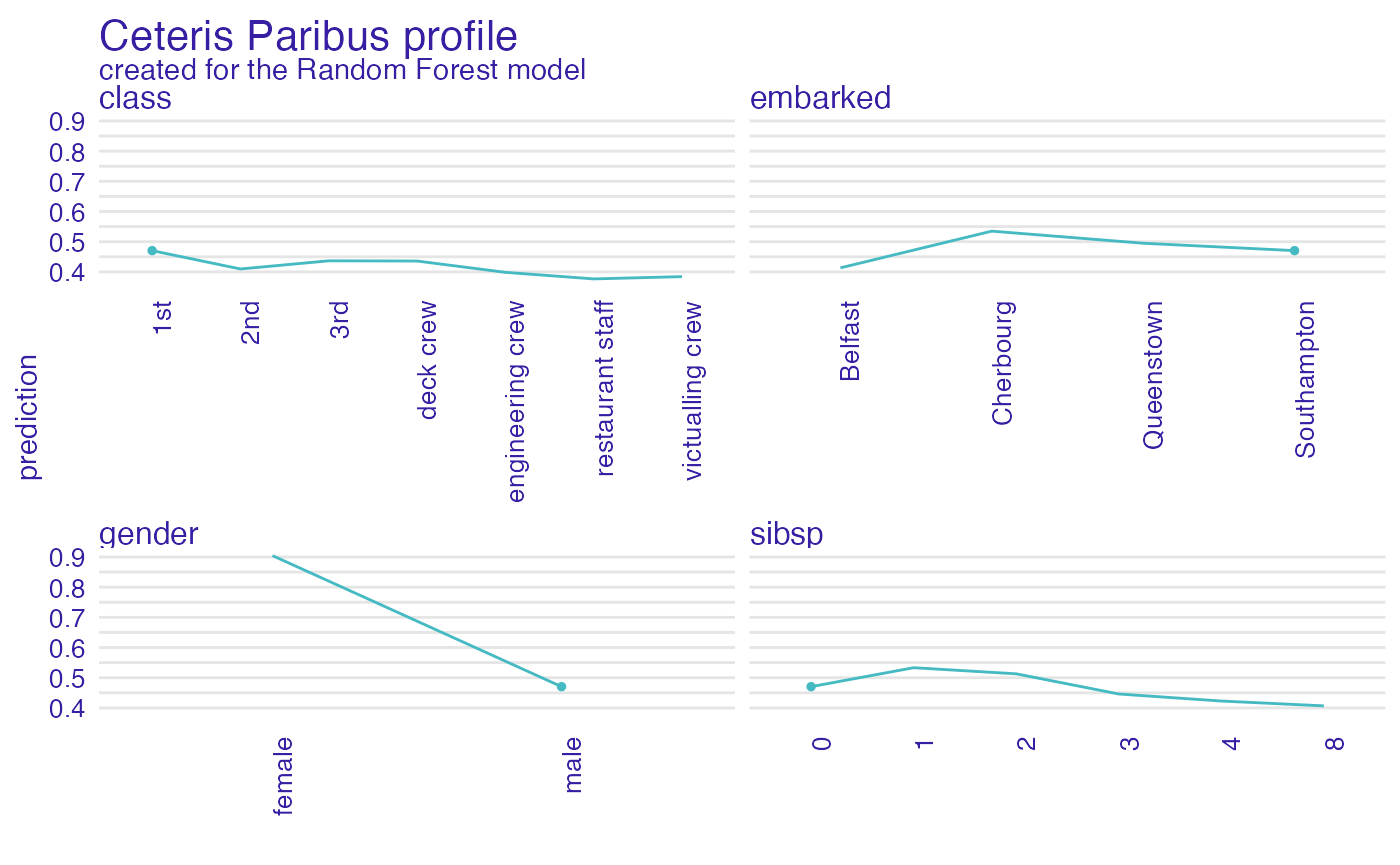 Ceteris Paribus profile
created for the Random Forest model
class
embarked
0.9
0.8
0.7
0.6
0.5
0.4
1st
2nd
3rd
deck crew
engineering crew
restaurant staff
victualling crew
Belfast
Cherbourg
Queenstown
Southampton
prediction
gender
sibsp
0.9
0.8
0.7
0.6
0.5
0.4
female
male
0
1
2
3
4
8